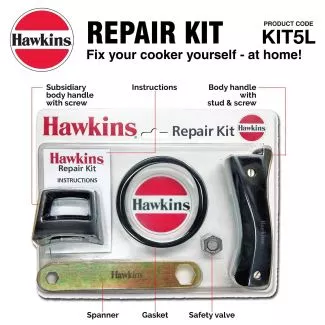 Hawkins
REPAIR KIT
PRODUCT CODE
KIT5L
Fix your cooker yourself - at home!
Subsidiary
body handle
with screw
Instructions
Body handle
with
stud & screw
Hawkins
Repair Kit
Hawkins
Hawkins
Repair Kit
INSTRUCTIONS
Hawkins
Hawkins
Spanner
Gasket
Safety valve